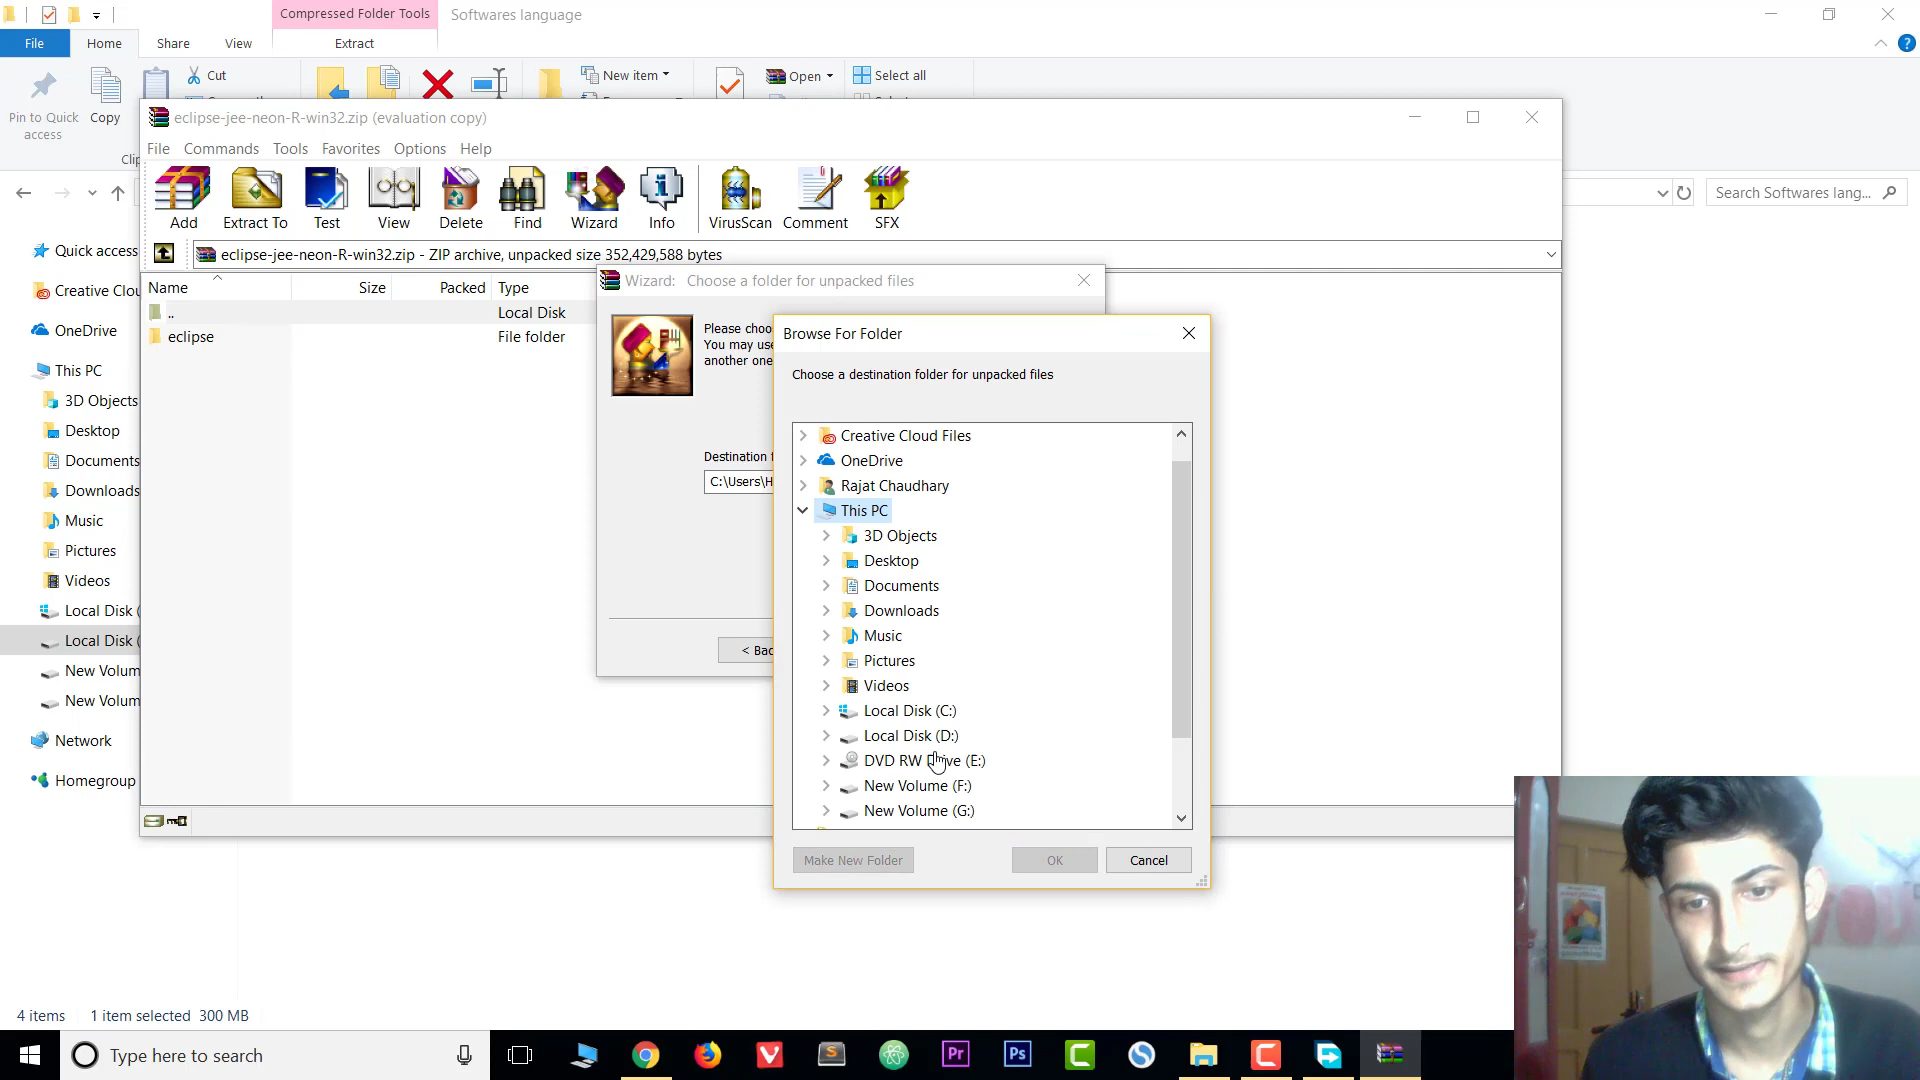 Compressed Folder Tools
Softwares language
File
Home
Share
View
Extract
Pin to Quick access
Copy
Cut
New item
Open
Select all
eclipse-jee-neon-R-win32.zip (evaluation copy)
File Commands Tools Favorites Options Help
Add
Extract To
Test
View
Delete
Find
Wizard
Info
VirusScan
Comment
SFX
Search Softwares lang...
eclipse-jee-neon-R-win32.zip - ZIP archive, unpacked size 352,429,588 bytes
Name
Size
Packed
Type
..
Local Disk
eclipse
File folder
Quick access
Creative Clou
OneDrive
This PC
3D Objects
Desktop
Documents
Downloads
Music
Pictures
Videos
Local Disk (
Local Disk (
New Volum
New Volum
Network
Homegroup
Wizard: Choose a folder for unpacked files
Please choo
You may use
another one
Destination f
C:\Users\H
< Bac
Browse For Folder
Choose a destination folder for unpacked files
Creative Cloud Files
OneDrive
Rajat Chaudhary
This PC
3D Objects
Desktop
Documents
Downloads
Music
Pictures
Videos
Local Disk (C:)
Local Disk (D:)
DVD RW Drive (E:)
New Volume (F:)
New Volume (G:)
Make New Folder
OK
Cancel
4 items
1 item selected 300 MB
Type here to search
Pr
Ps